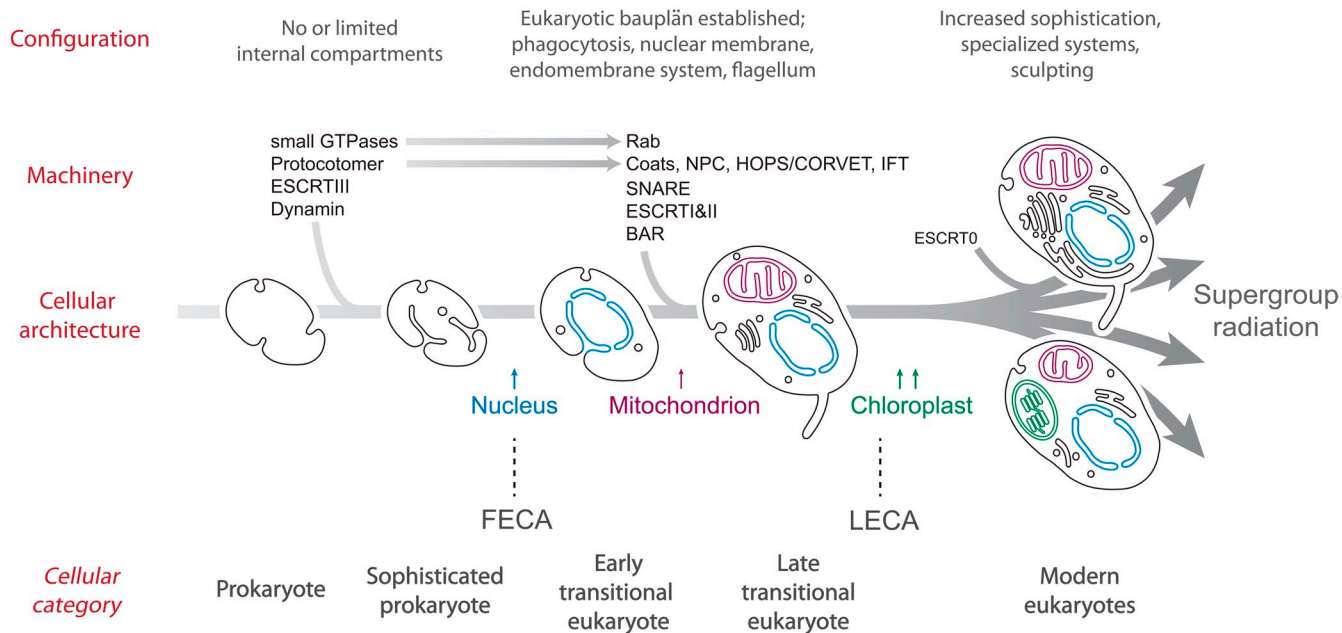 Configuration
No or limited
internal compartments
Eukaryotic bauplän established;
phagocytosis, nuclear membrane,
endomembrane system, flagellum
Increased sophistication,
specialized systems,
sculpting
Machinery
small GTPases
Protocotomer
ESCRTIII
Dynamin
Rab
Coats, NPC, HOPS/CORVET, IFT
SNARE
ESCRTI&II
BAR
ESCRT0
Cellular
architecture
Supergroup
radiation
Nucleus
Mitochondrion
Chloroplast
FECA
LECA
Cellular
category
Prokaryote
Sophisticated
prokaryote
Early
transitional
eukaryote
Late
transitional
eukaryote
Modern
eukaryotes